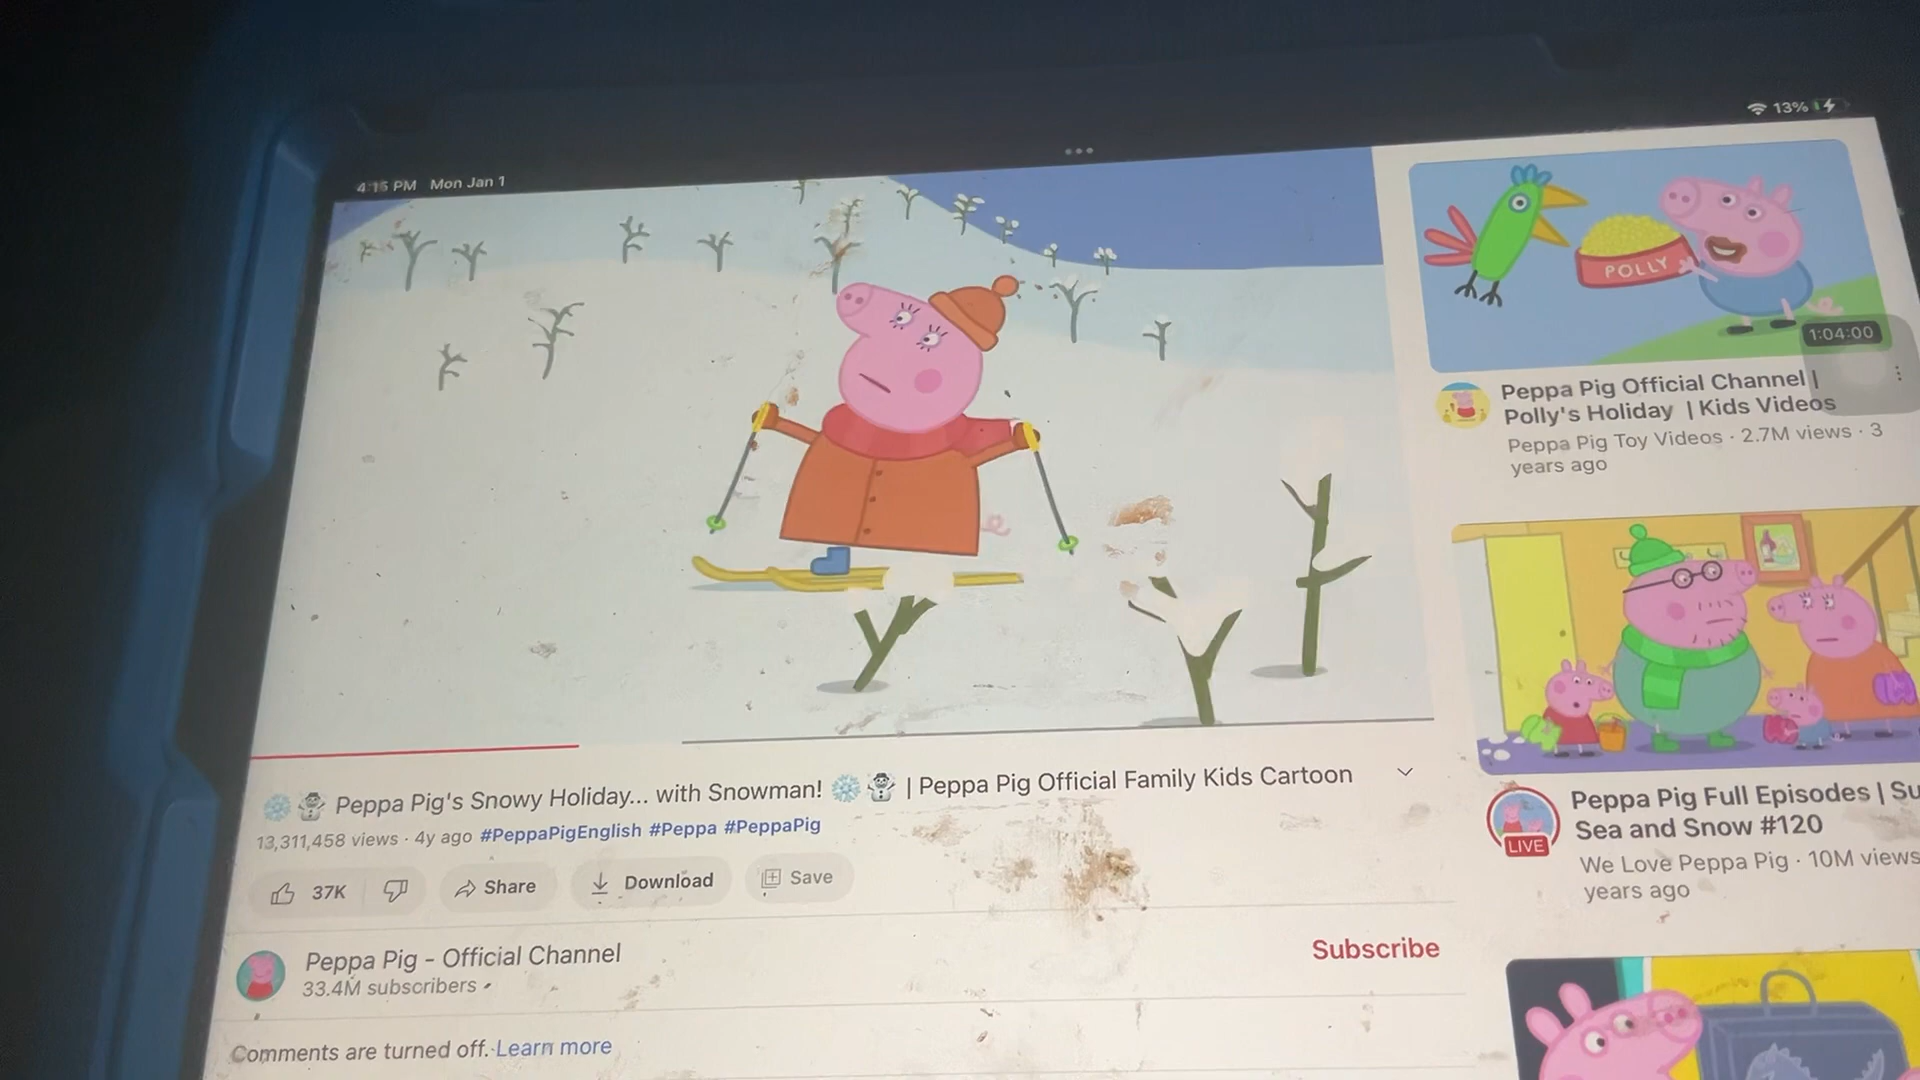 4:15 PM Mon Jan 1
13%
Peppa Pig's Snowy Holiday... with Snowman! | Peppa Pig Official Family Kids Cartoon
13,311,458 views · 4y ago #PeppaPigEnglish #Peppa #PeppaPig
37K
Share
Download
Save
Peppa Pig - Official Channel
33.4M subscribers
Subscribe
Comments are turned off. Learn more
POLLY
1:04:00
Peppa Pig Official Channel |
Polly's Holiday | Kids Videos
Peppa Pig Toy Videos · 2.7M views · 3
years ago
LIVE
Peppa Pig Full Episodes |
Sea and Snow #120
We Love Peppa Pig · 10M views
years ago